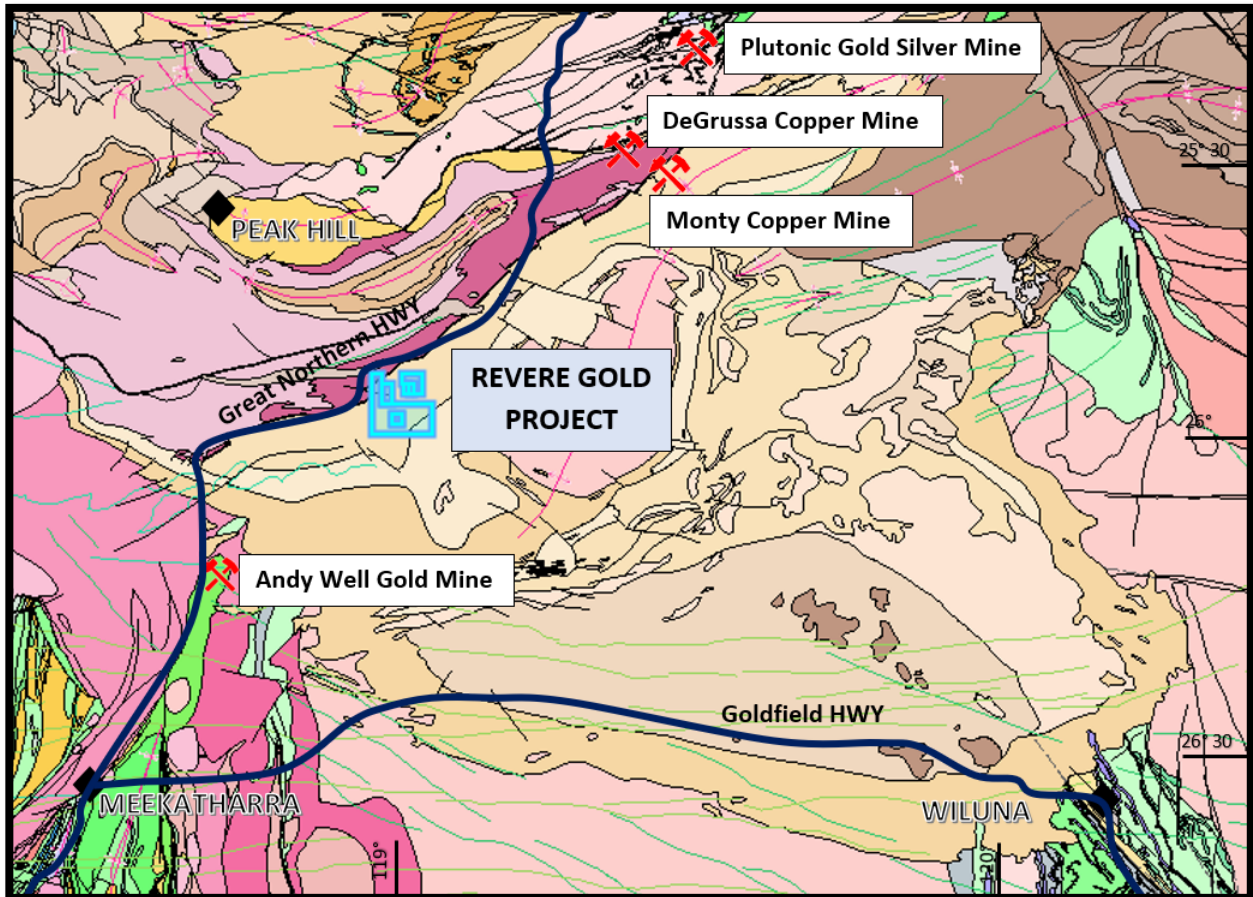 Plutonic Gold Silver Mine
DeGrussa Copper Mine
25° 30
Monty Copper Mine
PEAK HILL
Great Northern HWY
REVERE GOLD
PROJECT
26°
Andy Well Gold Mine
Goldfield HWY
26° 30
MEEKATHARRA
WILUNA
119°